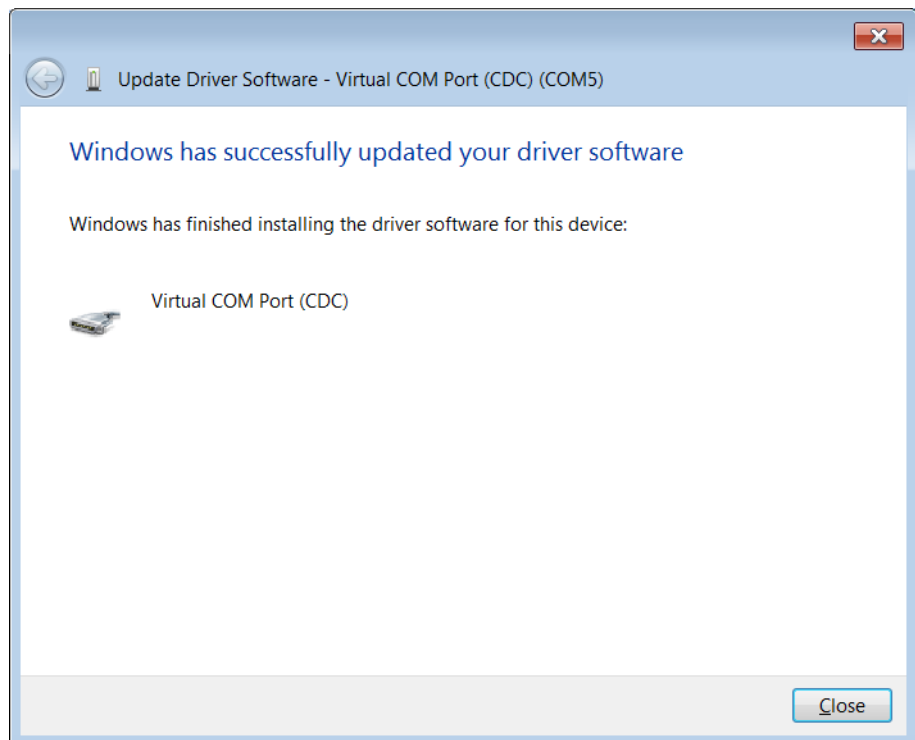 Update Driver Software - Virtual COM Port (CDC) (COM5)
Windows has successfully updated your driver software
Windows has finished installing the driver software for this device:
Virtual COM Port (CDC)
Close